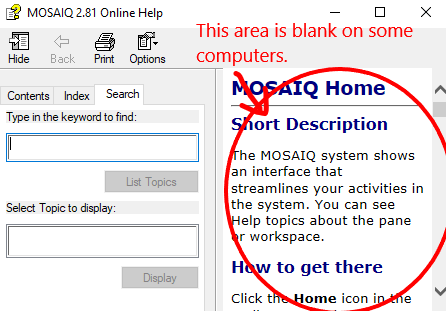 MOSAIQ 2.81 Online Help
This area is blank on some
computers.
Hide Back Print Options
Contents Index Search
Type in the keyword to find:
List Topics
Select Topic to display:
Display
MOSAIQ Home
Short Description
The MOSAIQ system shows
an interface that
streamlines your activities in
the system. You can see
Help topics about the pane
or workspace.
How to get there
Click the Home icon in the